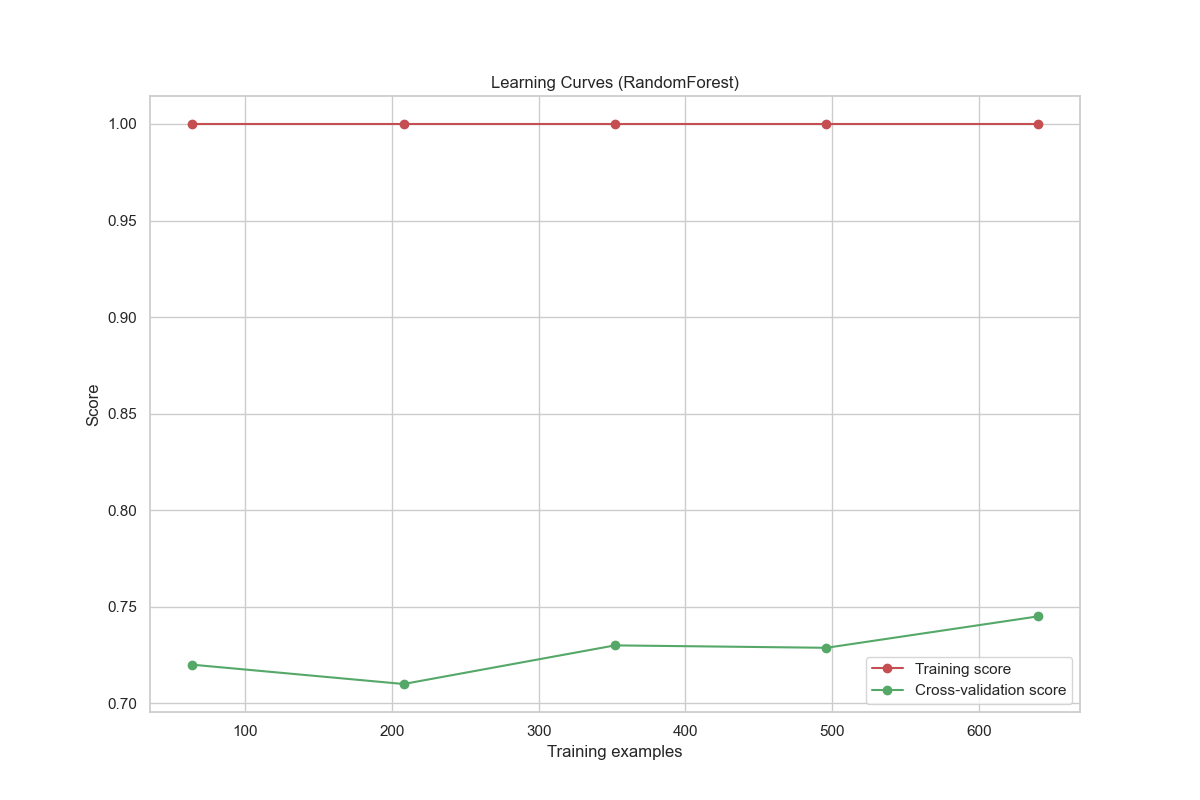 Learning Curves (RandomForest)
1.00
0.95
0.90
0.85
0.80
0.75
0.70
Score
Training score
Cross-validation score
100 200 300 400 500 600
Training examples